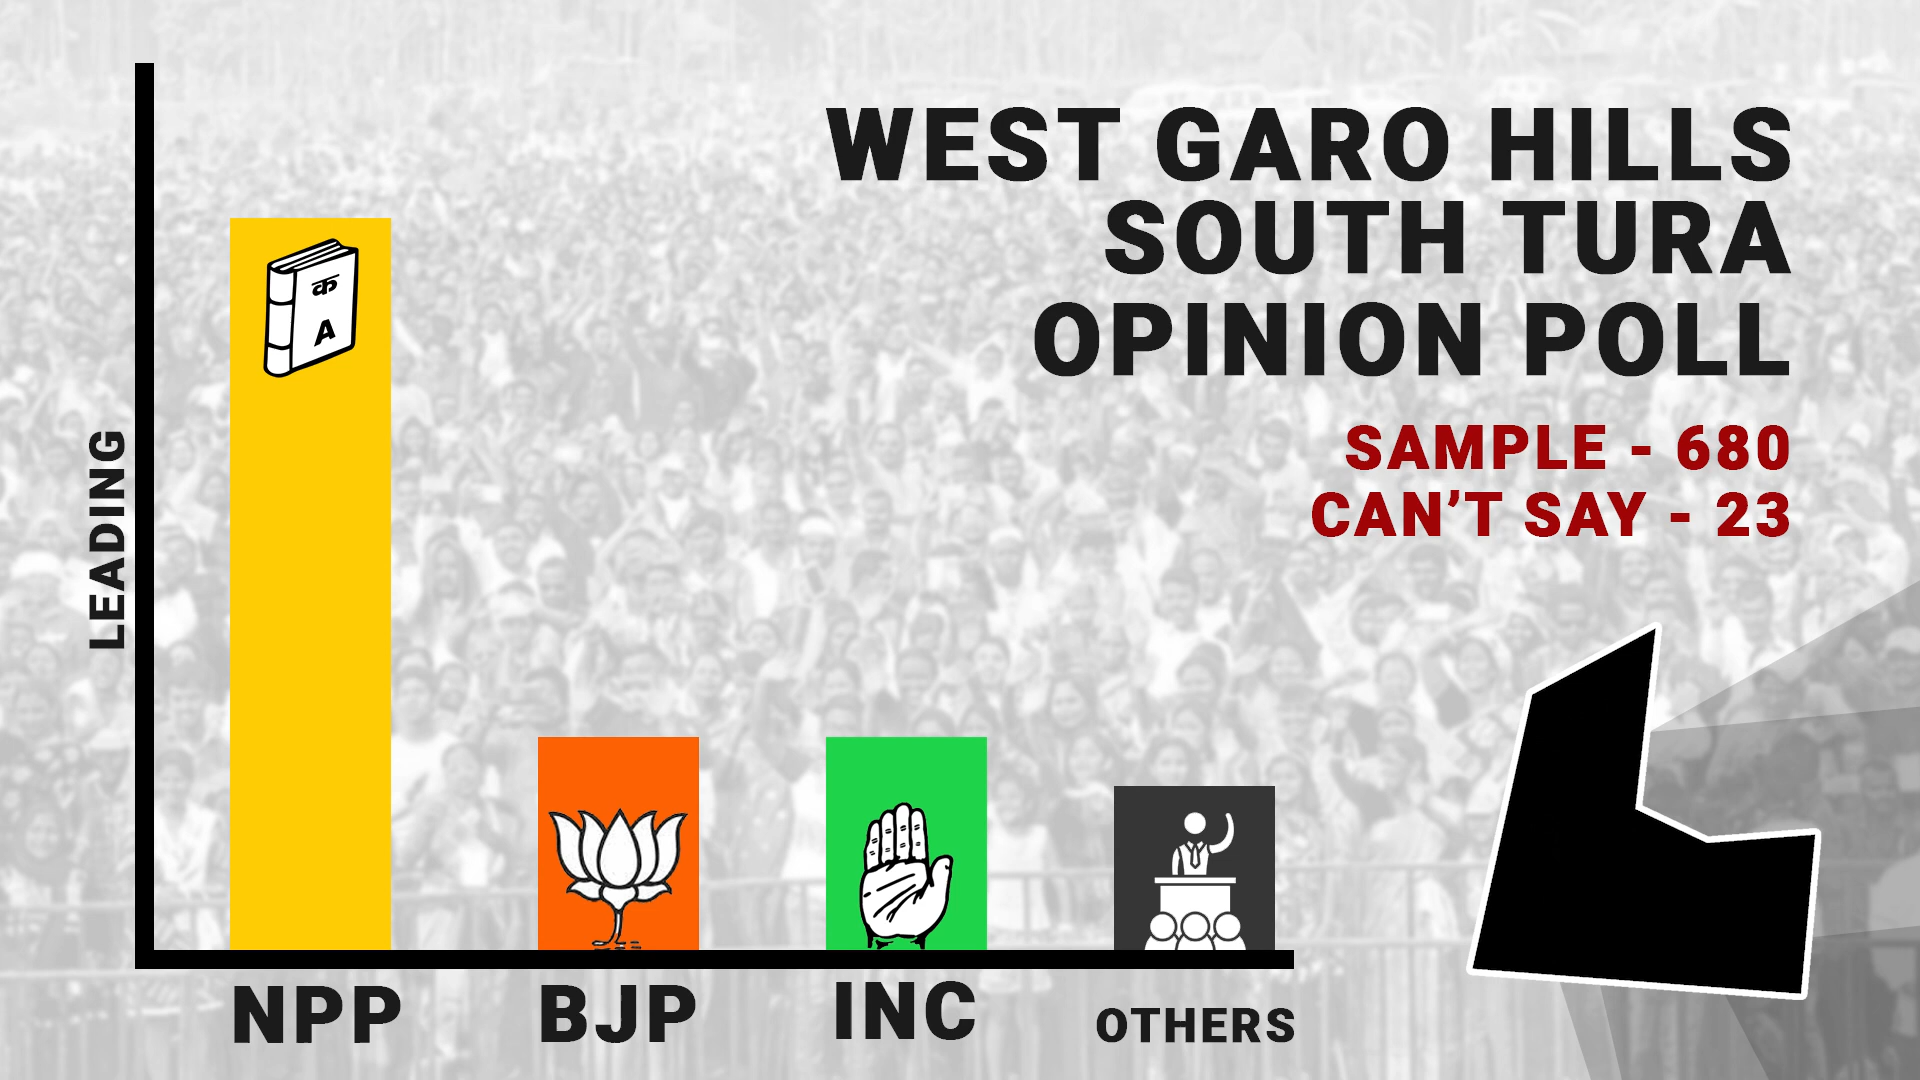 WEST GARO HILLS
SOUTH TURA
OPINION POLL
SAMPLE - 680
CAN'T SAY - 23
LEADING
क
A
NPP
BJP
INC
OTHERS